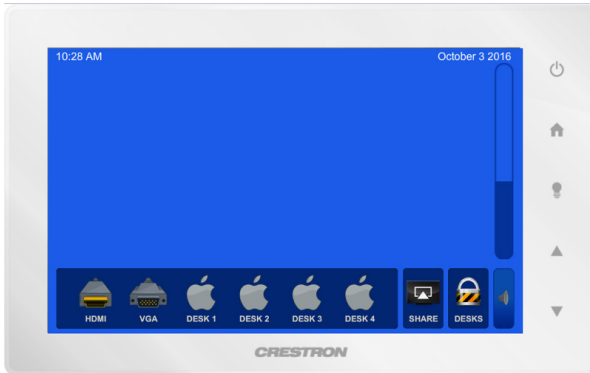 10:28 AM October 3 2016
HDMI VGA DESK 1 DESK 2 DESK 3 DESK 4 SHARE DESKS
CRESTRON